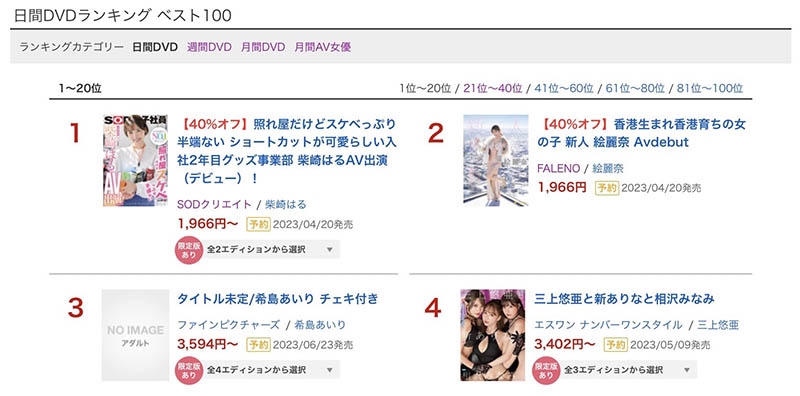 日間DVDランキング ベスト100
ランキングカテゴリー 日間DVD 週間DVD 月間DVD 月間AV女優
1〜20位
1位〜20位 / 21位〜40位 / 41位〜60位 / 61位〜80位 / 81位〜100位
1
【40%オフ】照れ屋だけどスケベっぷり
半端ない ショートカットが可愛らしい入
社2年目グッズ事業部 柴崎はるAV出演
（デビュー）！
SODクリエイト / 柴崎はる
1,966円〜 予約 2023/04/20発売
限定版
あり
全2エディションから選択
2
【40%オフ】香港生まれ香港育ちの女
の子 新人 絵麗奈 Avdebut
FALENO / 絵麗奈
1,966円 予約 2023/04/20発売
3
NO IMAGE
アダルト
タイトル未定/希島あいり チェキ付き
ファインピクチャーズ / 希島あいり
3,594円〜 予約 2023/06/23発売
限定版
あり
全4エディションから選択
4
三上悠亜と新ありなと相沢みなみ
エスワン ナンバーワンスタイル / 三上悠亜
3,402円〜 予約 2023/05/09発売
限定版
あり
全3エディションから選択